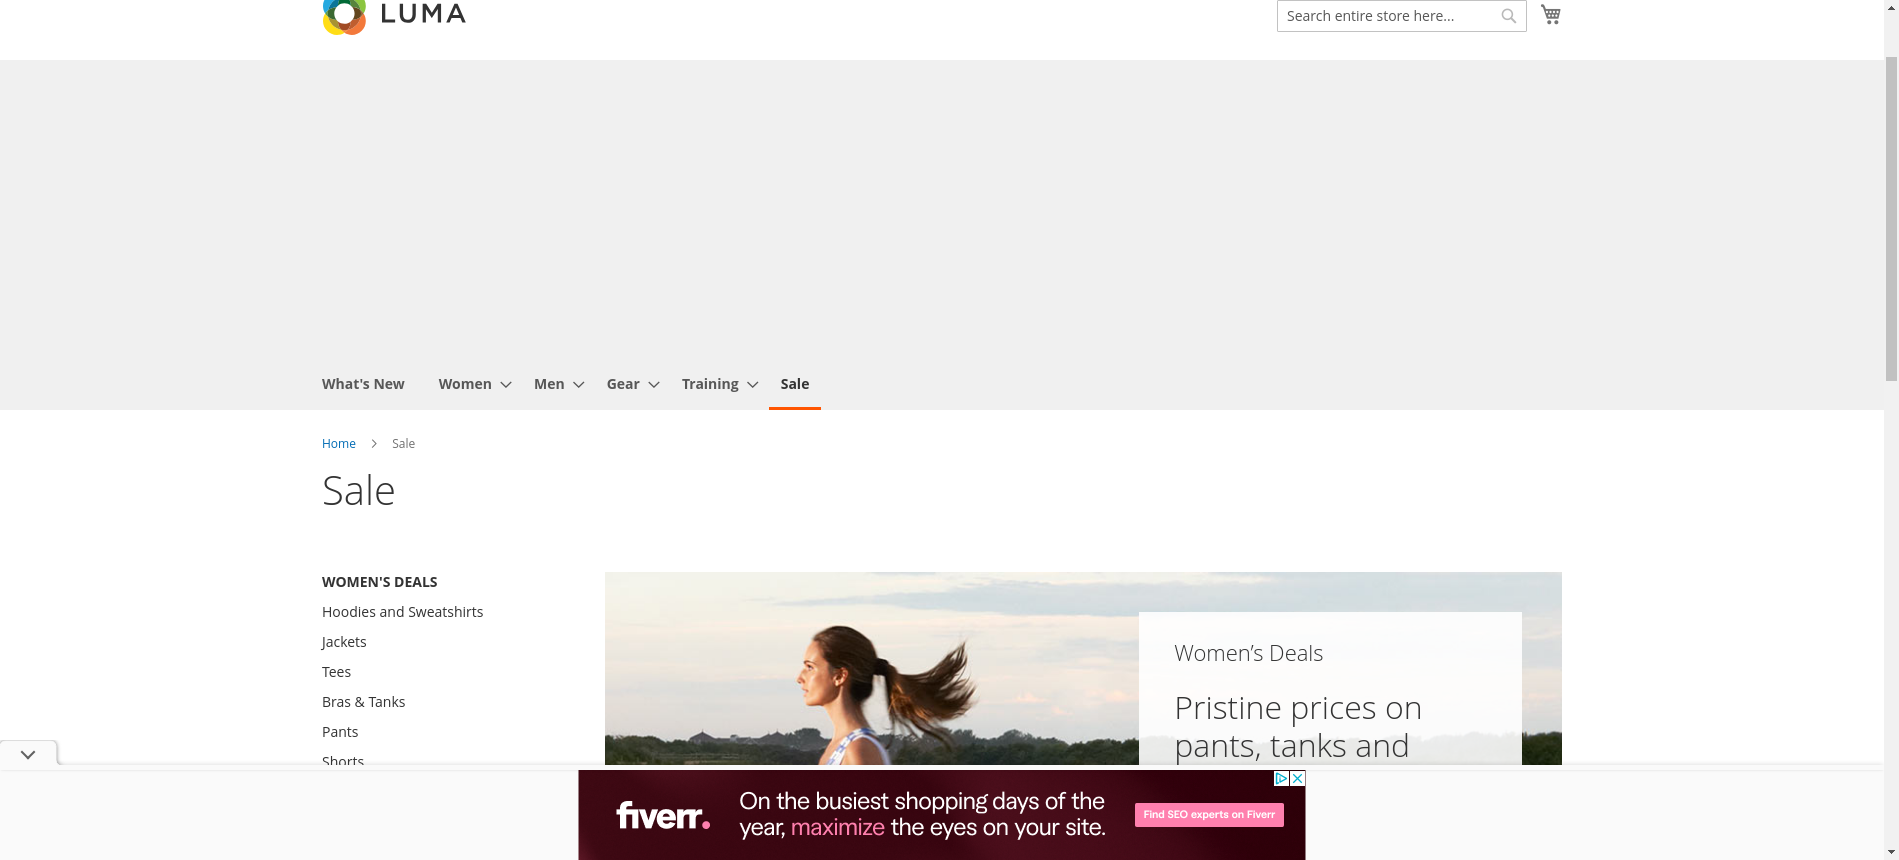 LUMA
Search entire store here...
What's New Women Men Gear Training Sale
Home Sale
Sale
WOMEN'S DEALS
Hoodies and Sweatshirts
Jackets
Tees
Bras & Tanks
Pants
Shorts
Women’s Deals
Pristine prices on
pants, tanks and
fiverr.
On the busiest shopping days of the
year, maximize the eyes on your site.
Find SEO experts on Fiverr